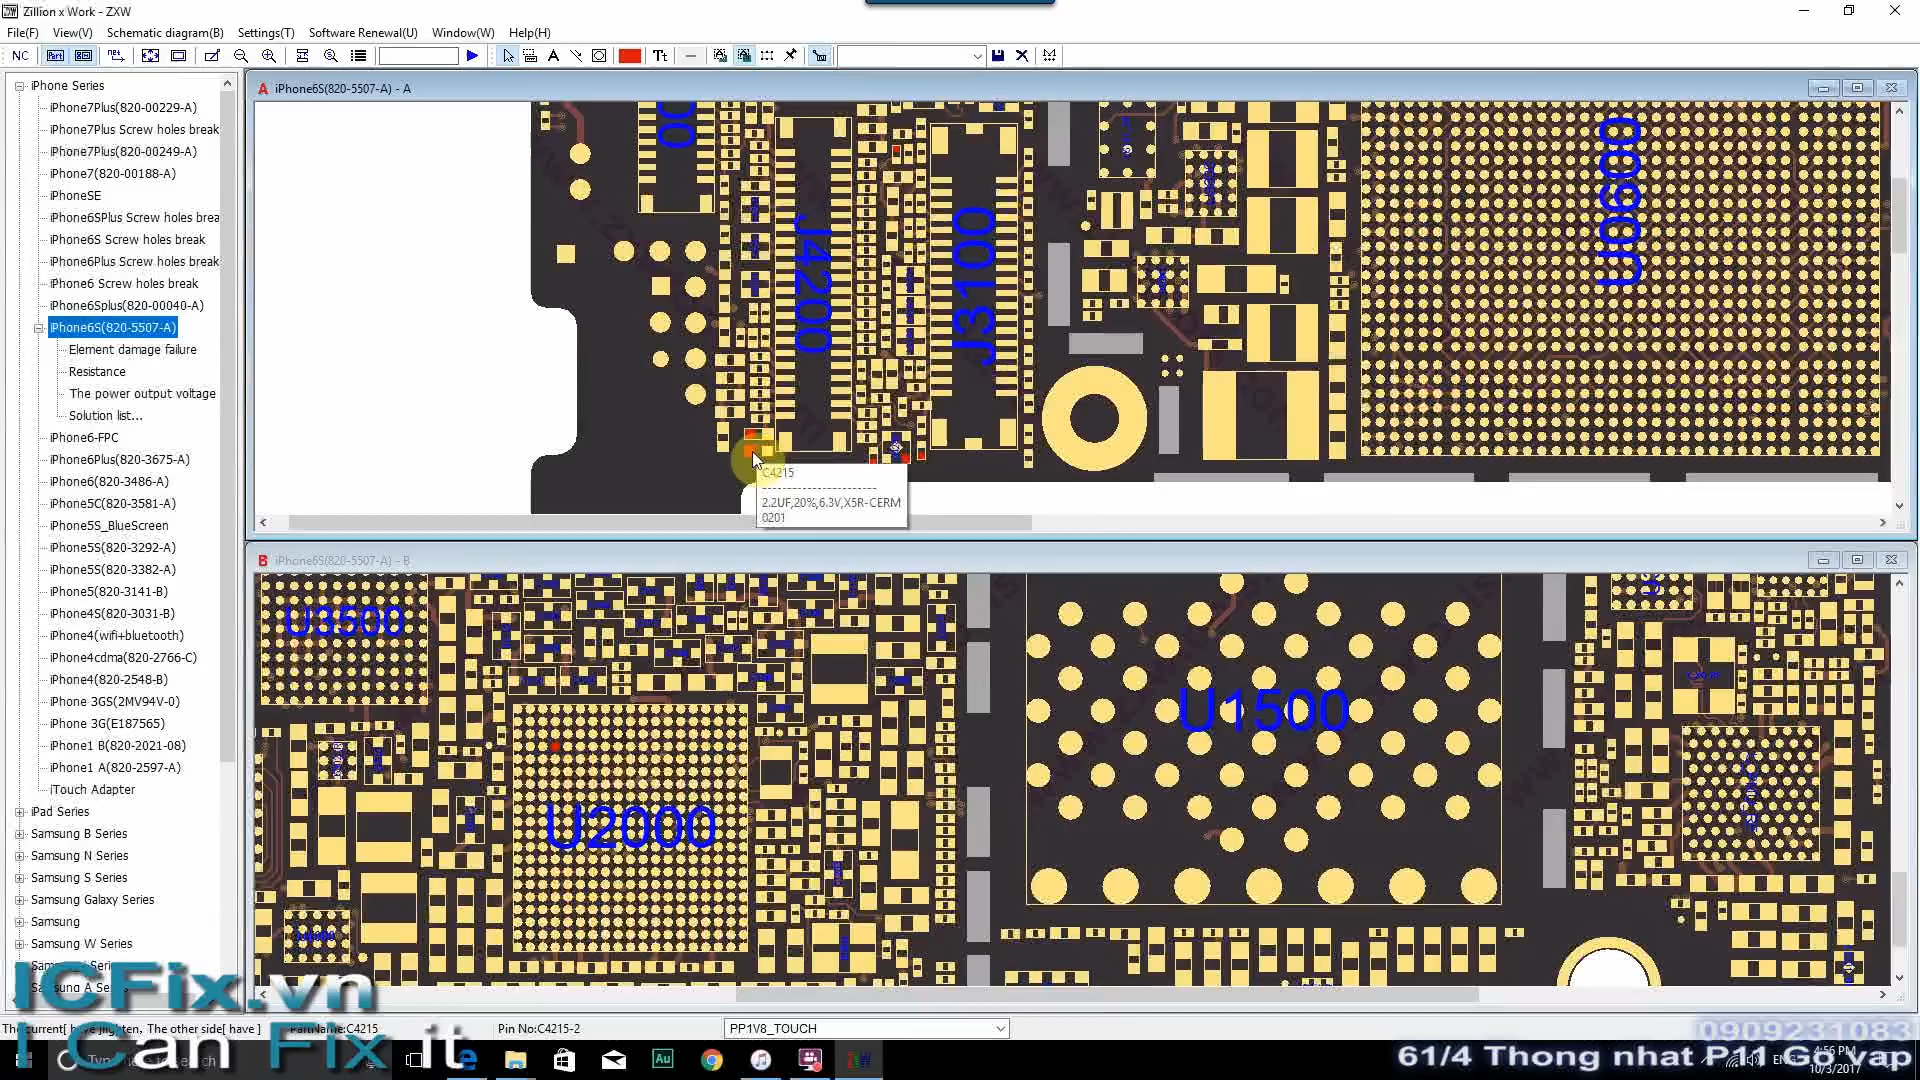 Zillion x Work - ZXW
File(F) View(V) Schematic diagram(B) Settings(T) Software Renewal(U) Window(W) Help(H)
NC Part Tt
iPhone Series
iPhone7Plus(820-00229-A)
iPhone7Plus Screw holes break
iPhone7Plus(820-00249-A)
iPhone7(820-00188-A)
iPhoneSE
iPhone6SPlus Screw holes brea
iPhone6S Screw holes break
iPhone6Plus Screw holes break
iPhone6 Screw holes break
iPhone6Splus(820-00040-A)
iPhone6S(820-5507-A)
Element damage failure
Resistance
The power output voltage
Solution list...
iPhone6-FPC
iPhone6Plus(820-3675-A)
iPhone6(820-3486-A)
iPhone5C(820-3581-A)
iPhone5S_BlueScreen
iPhone5S(820-3292-A)
iPhone5S(820-3382-A)
iPhone5(820-3141-B)
iPhone4S(820-3031-B)
iPhone4(wifi+bluetooth)
iPhone4cdma(820-2766-C)
iPhone4(820-2548-B)
iPhone 3GS(2MV94V-0)
iPhone 3G(E187565)
iPhone1 B(820-2021-08)
iPhone1 A(820-2597-A)
iTouch Adapter
iPad Series
Samsung B Series
Samsung N Series
Samsung S Series
Samsung Galaxy Series
Samsung
Samsung W Series
A iPhone6S(820-5507-A) - A
J4200
J3100
U0600
C4215
2.2UF,20%,6.3V,X5R-CERM
0201
B iPhone6S(820-5507-A) - B
U3500
U2000
U1500
ICFix.vn
I Can Fix it
PartName:C4215
Pin No:C4215-2
PP1V8_TOUCH
0909231083
61/4 Thong nhat P11 Go vap
4:56 PM
10/3/2017